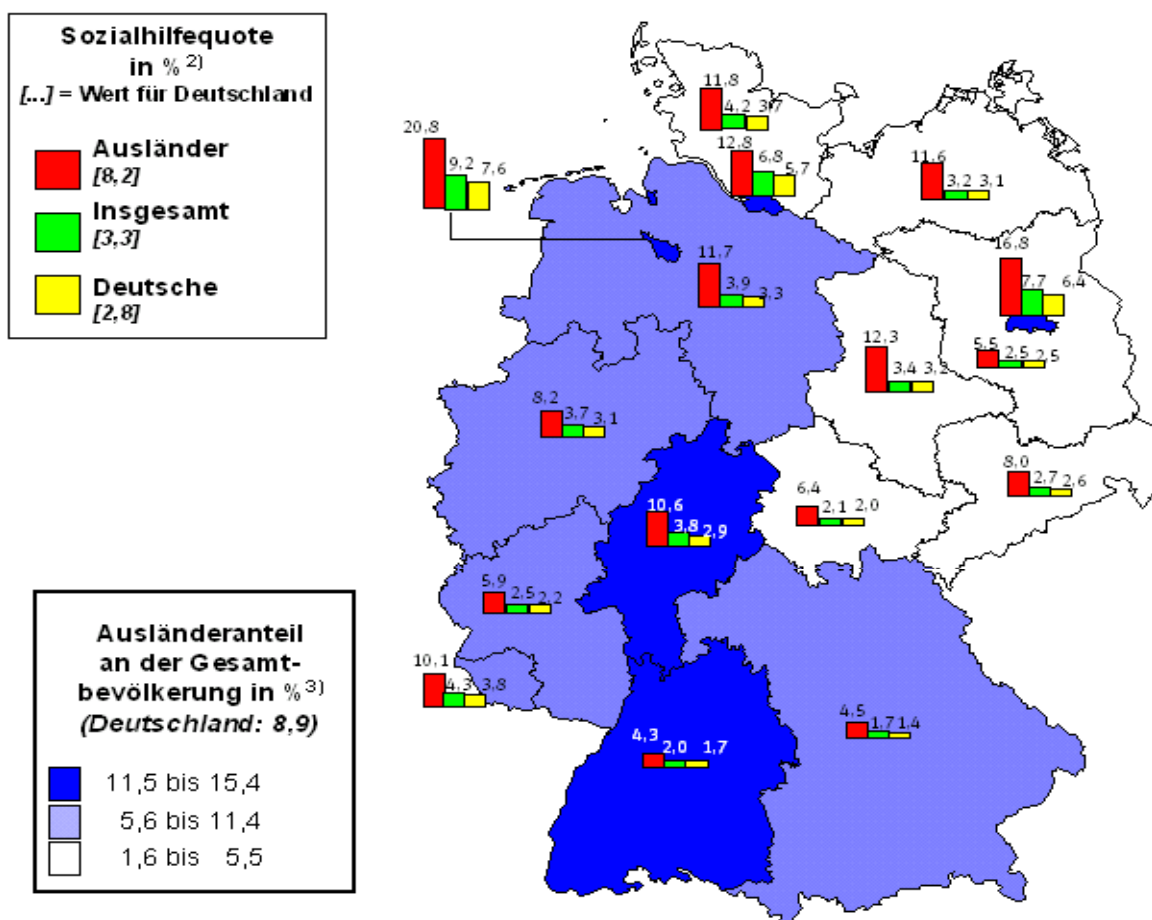 Sozialhilfequote
in % 2)
[...] = Wert für Deutschland
Ausländer
[8,2]
Insgesamt
[3,3]
Deutsche
[2,8]
Ausländeranteil
an der Gesamt-
bevölkerung in % 3)
(Deutschland: 8,9)
11,5 bis 15,4
5,6 bis 11,4
1,6 bis 5,5
11,8
4,2 3,7
20,8
9,2 7,6
12,8
6,8 5,7
11,6
3,2 3,1
11,7
3,9 3,3
16,8
7,7 6,4
12,3
3,4 3,2
5,5 2,5 2,5
8,2
3,7 3,1
8,0
2,7 2,6
6,4
2,1 2,0
10,6
3,8 2,9
5,9
2,5 2,2
10,1
4,3 3,8
4,3 2,0 1,7
4,5 1,7 1,4